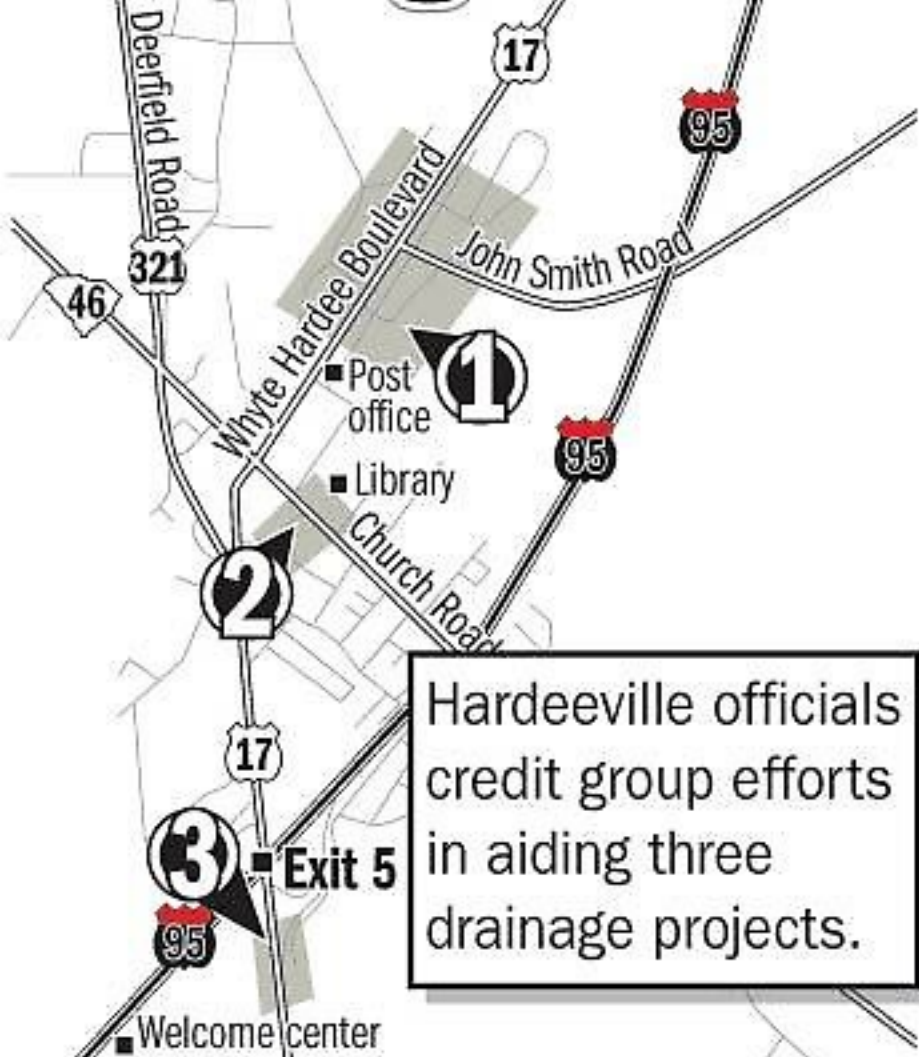 17
95
Deerfield Road
Whyte Hardee Boulevard
John Smith Road
321
46
1
Post
office
95
Library
Church Road
2
Hardeeville officials
credit group efforts
in aiding three
drainage projects.
17
3
Exit 5
95
Welcome center